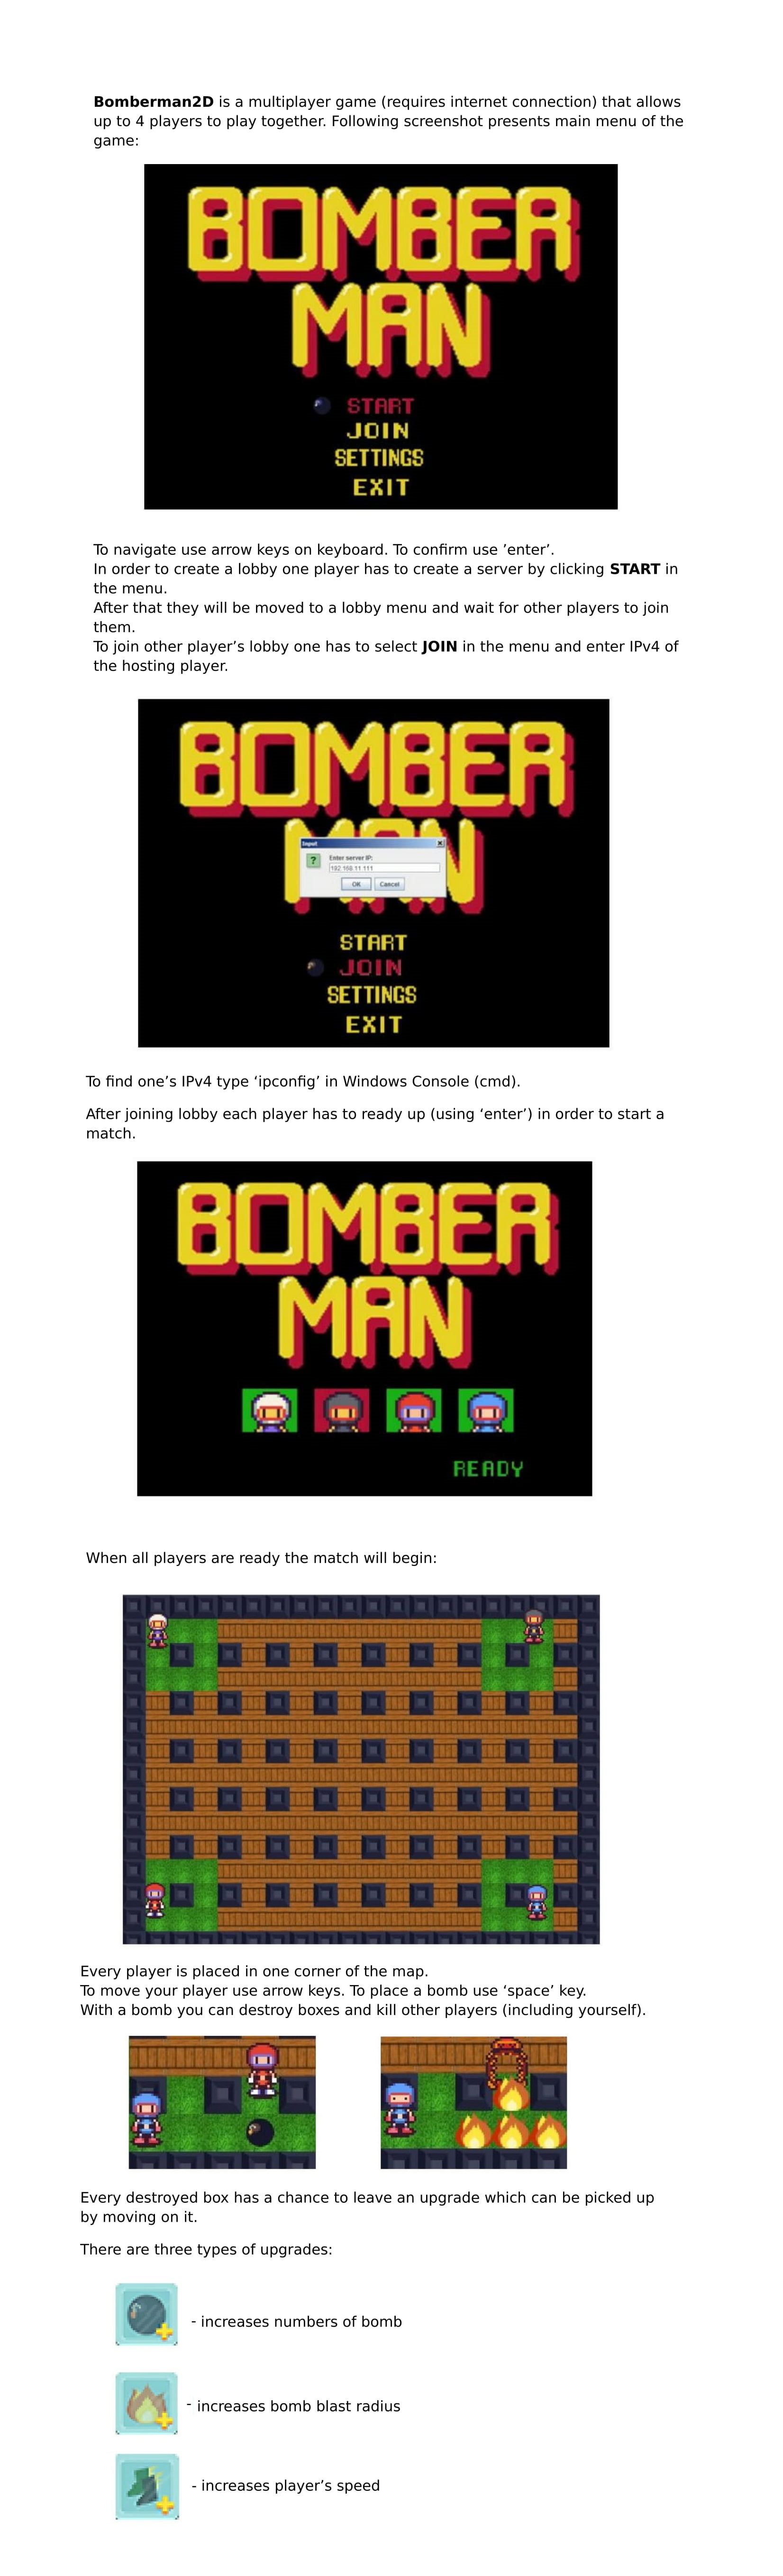 Bomberman2D is a multiplayer game (requires internet connection) that allows
up to 4 players to play together. Following screenshot presents main menu of the
game:
BOMBER
MAN
START
JOIN
SETTINGS
EXIT
To navigate use arrow keys on keyboard. To confirm use ’enter’.
In order to create a lobby one player has to create a server by clicking START in
the menu.
After that they will be moved to a lobby menu and wait for other players to join
them.
To join other player’s lobby one has to select JOIN in the menu and enter IPv4 of
the hosting player.
BOMBER
MAN
Input
Enter server IP:
192.168.11.111
OK Cancel
START
JOIN
SETTINGS
EXIT
To find one’s IPv4 type ‘ipconfig’ in Windows Console (cmd).
After joining lobby each player has to ready up (using ‘enter’) in order to start a
match.
BOMBER
MAN
READY
When all players are ready the match will begin:
Every player is placed in one corner of the map.
To move your player use arrow keys. To place a bomb use ‘space’ key.
With a bomb you can destroy boxes and kill other players (including yourself).
Every destroyed box has a chance to leave an upgrade which can be picked up
by moving on it.
There are three types of upgrades:
- increases numbers of bomb
- increases bomb blast radius
- increases player’s speed